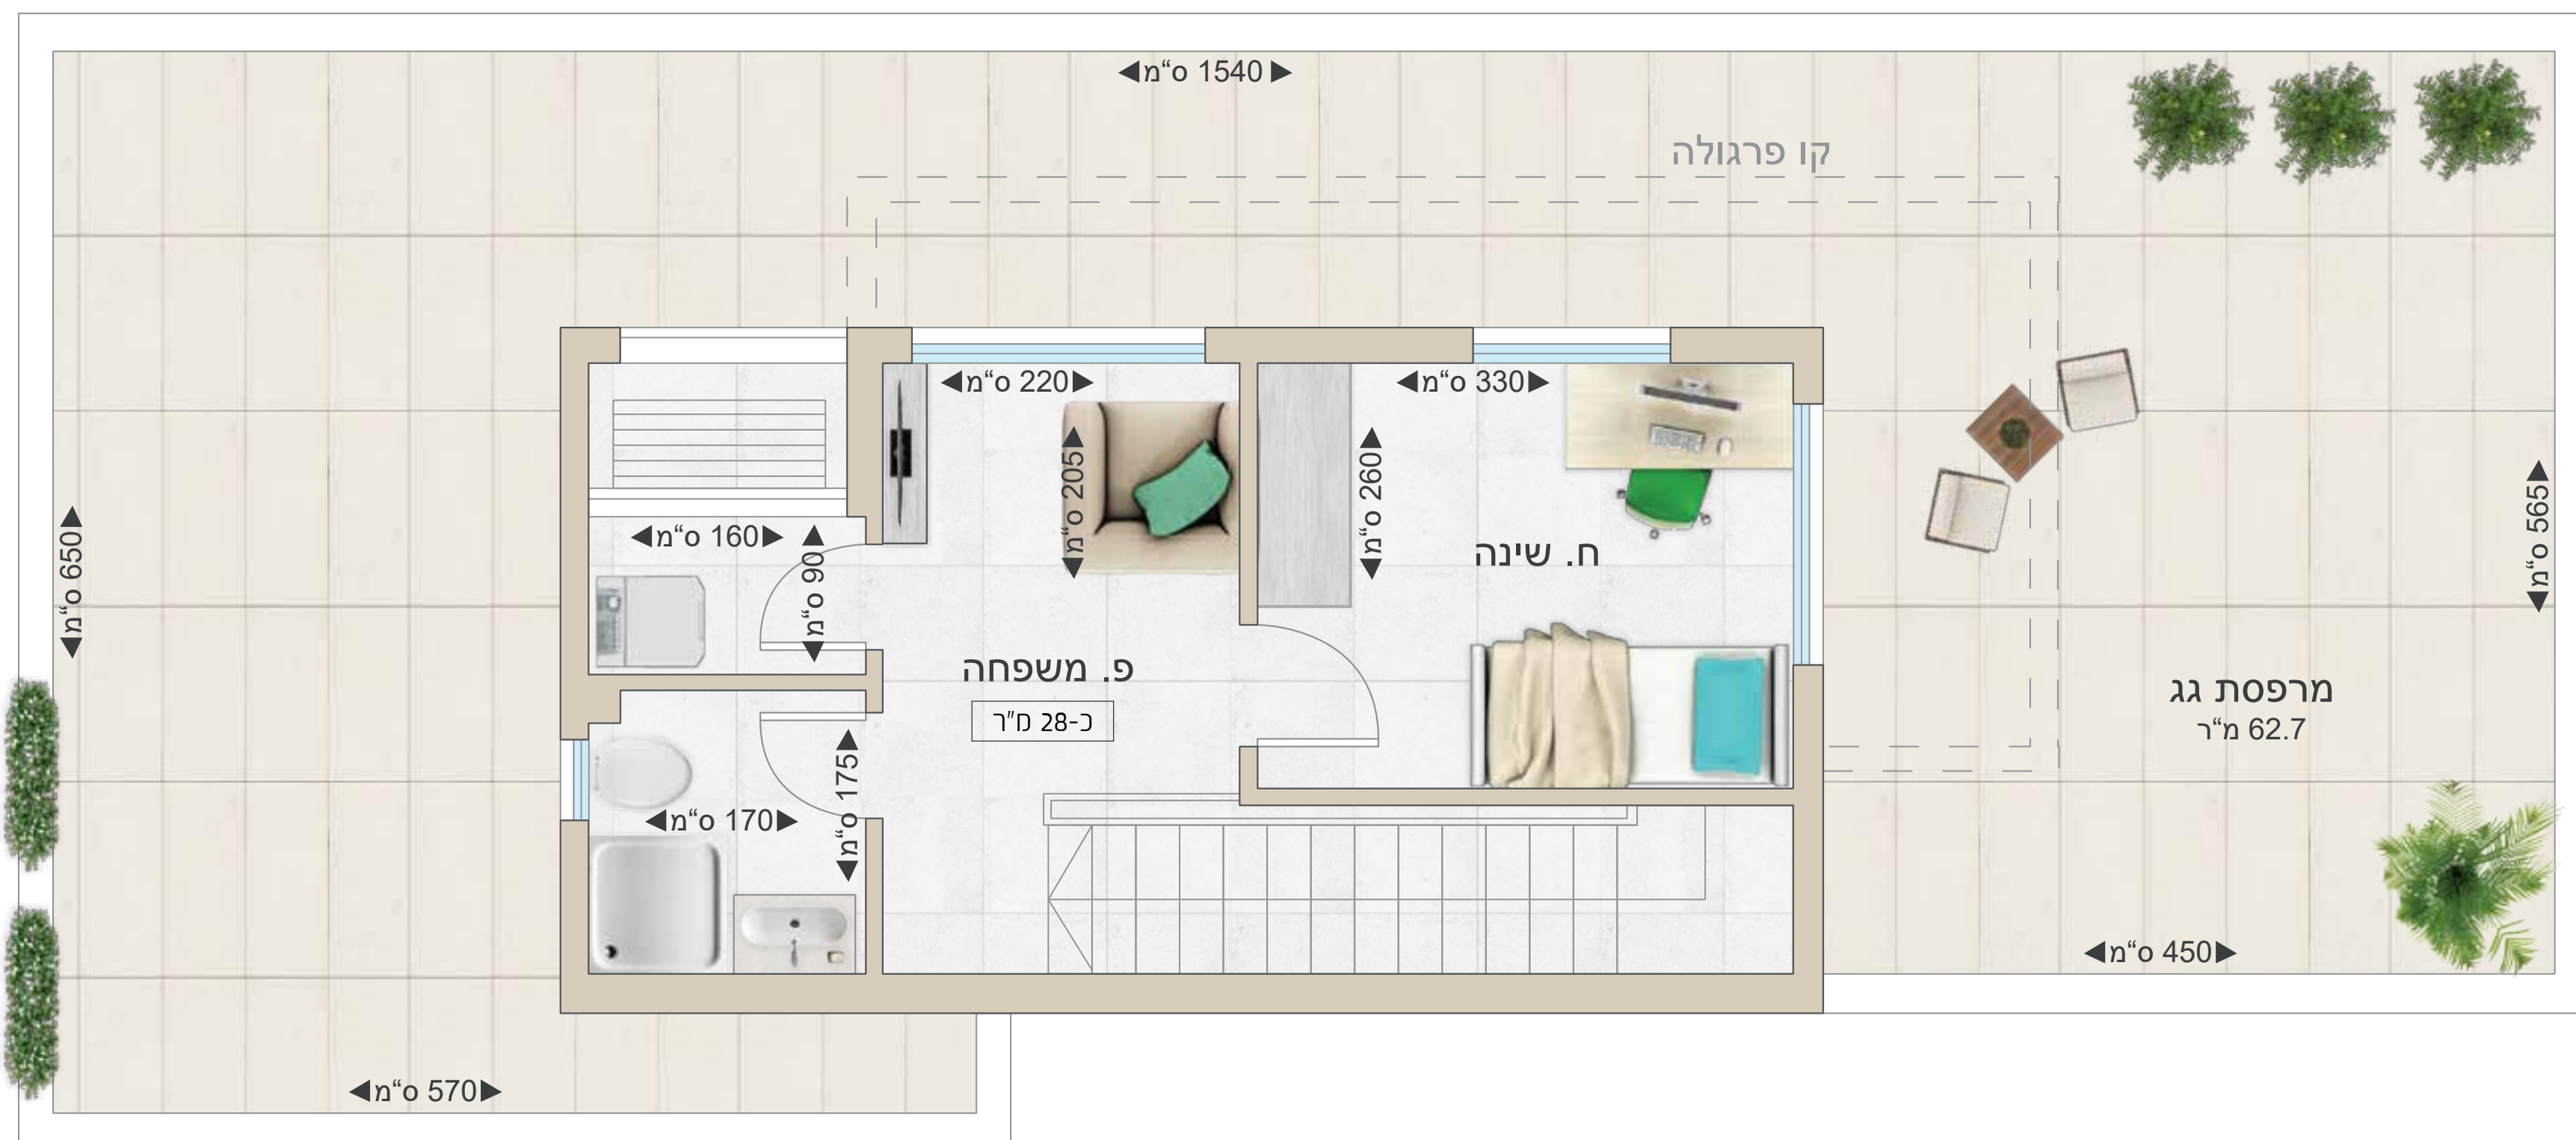 1540 ס“מ
קו פרגולה
220 ס“מ
330 ס“מ
205 ס“מ
260 ס“מ
160 ס“מ
90 ס“מ
650 ס“מ
565 ס“מ
ח. שינה
פ. משפחה
כ-28 מ"ר
מרפסת גג
62.7 מ“ר
175 ס“מ
170 ס“מ
450 ס“מ
570 ס“מ